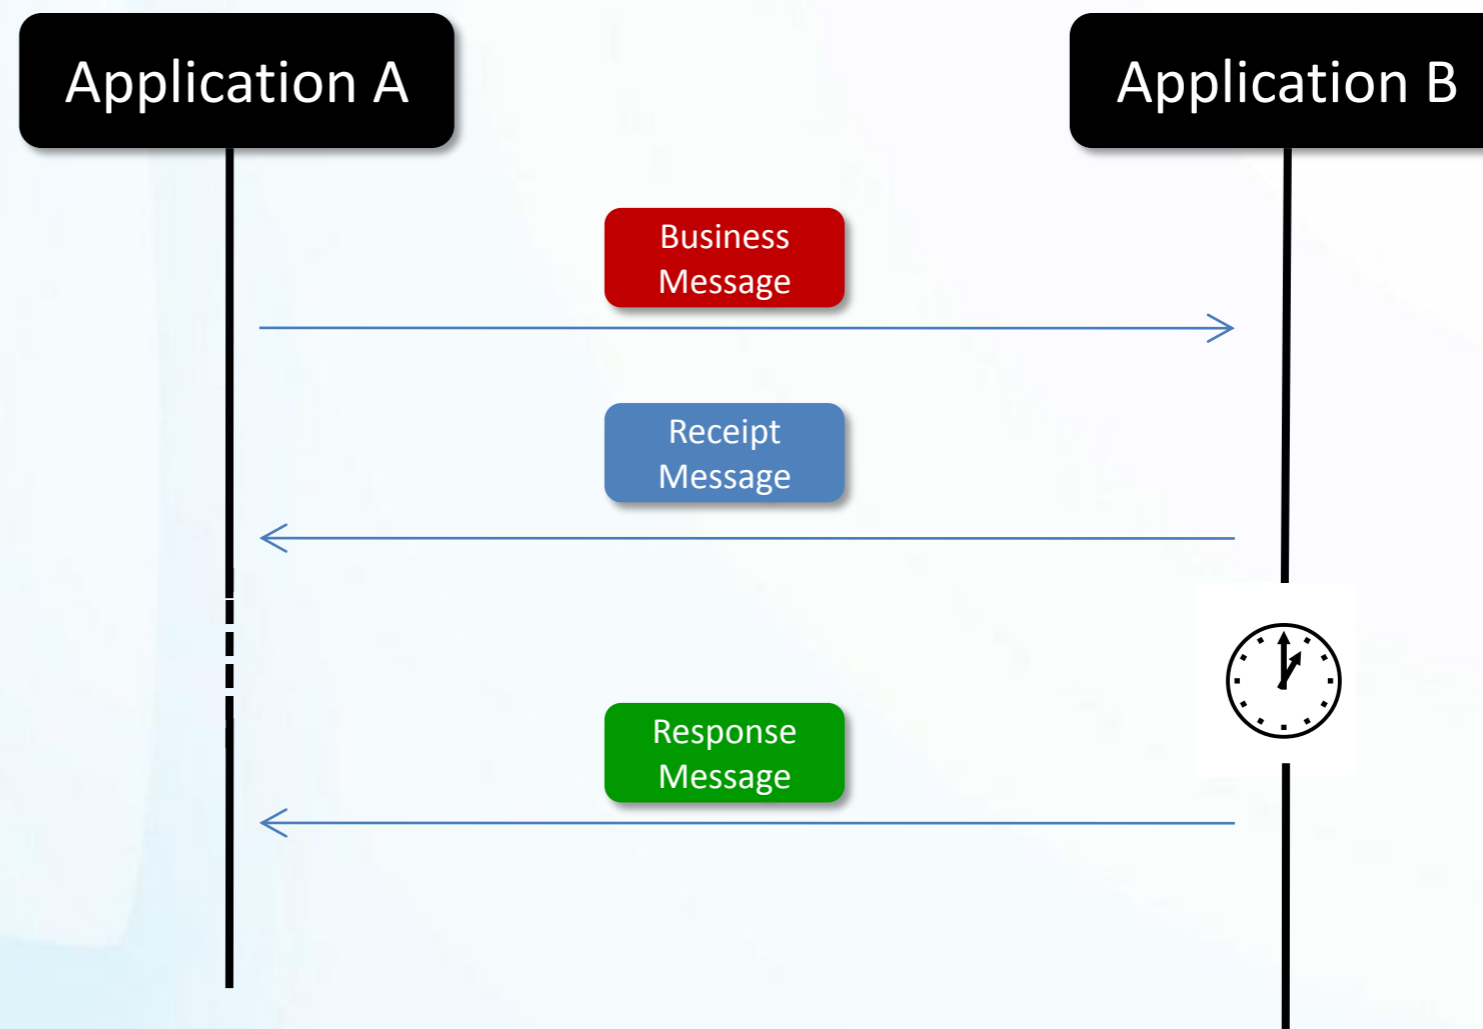 Application A
Application B
Business
Message
Receipt
Message
Response
Message